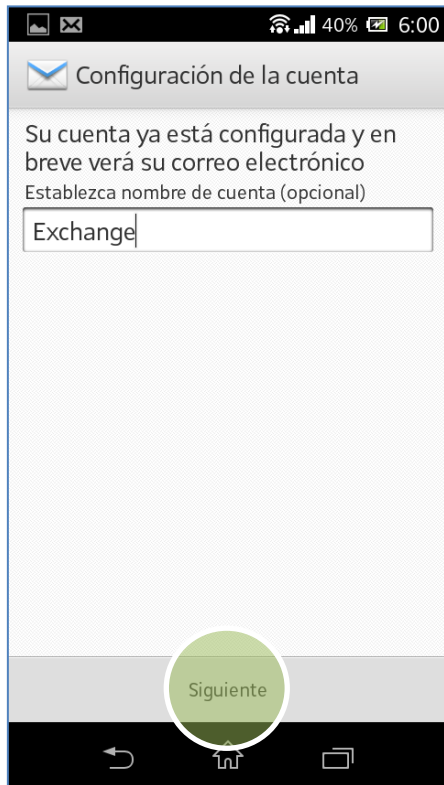 40% 6:00
Configuración de la cuenta
Su cuenta ya está configurada y en
breve verá su correo electrónico
Establezca nombre de cuenta (opcional)
Exchange
Siguiente